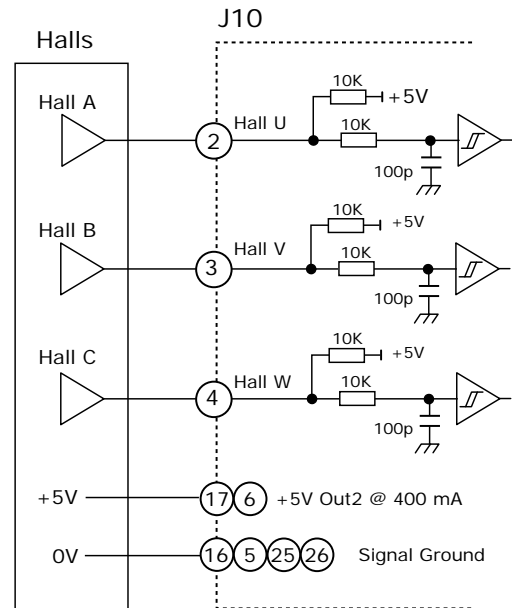 J10
Halls
Hall A
10K
+5V
Hall U
10K
2
100p
Hall B
10K
+5V
Hall V
10K
3
100p
Hall C
10K
+5V
Hall W
10K
4
100p
+5V 17 6 +5V Out2 @ 400 mA
0V 16 5 25 26 Signal Ground